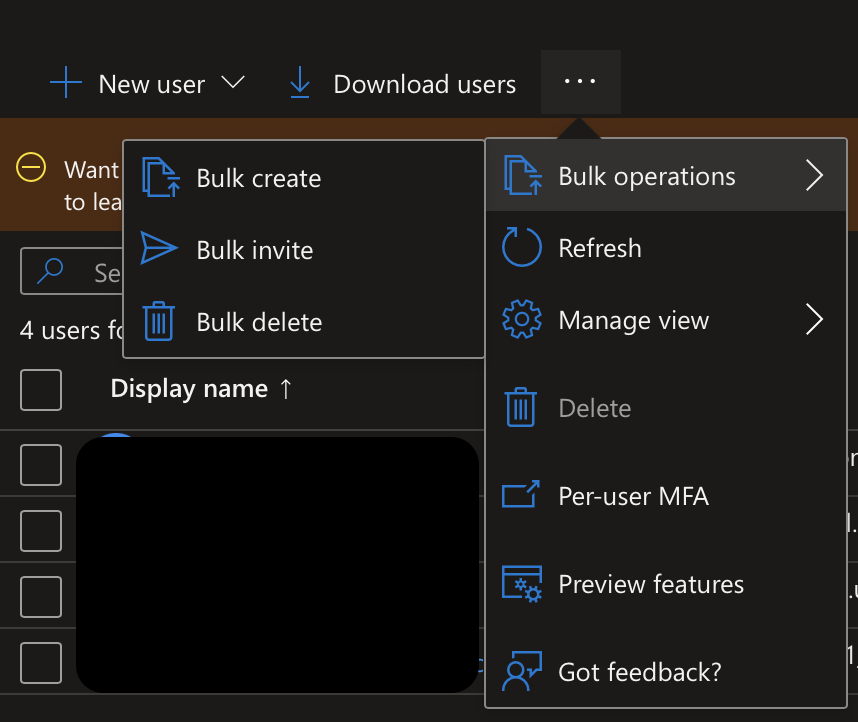 New user
Download users
...
Want
to lea
Bulk create
Bulk invite
Bulk delete
Bulk operations
Refresh
Manage view
Delete
Per-user MFA
Preview features
Got feedback?
Se
4 users fo
Display name ↑